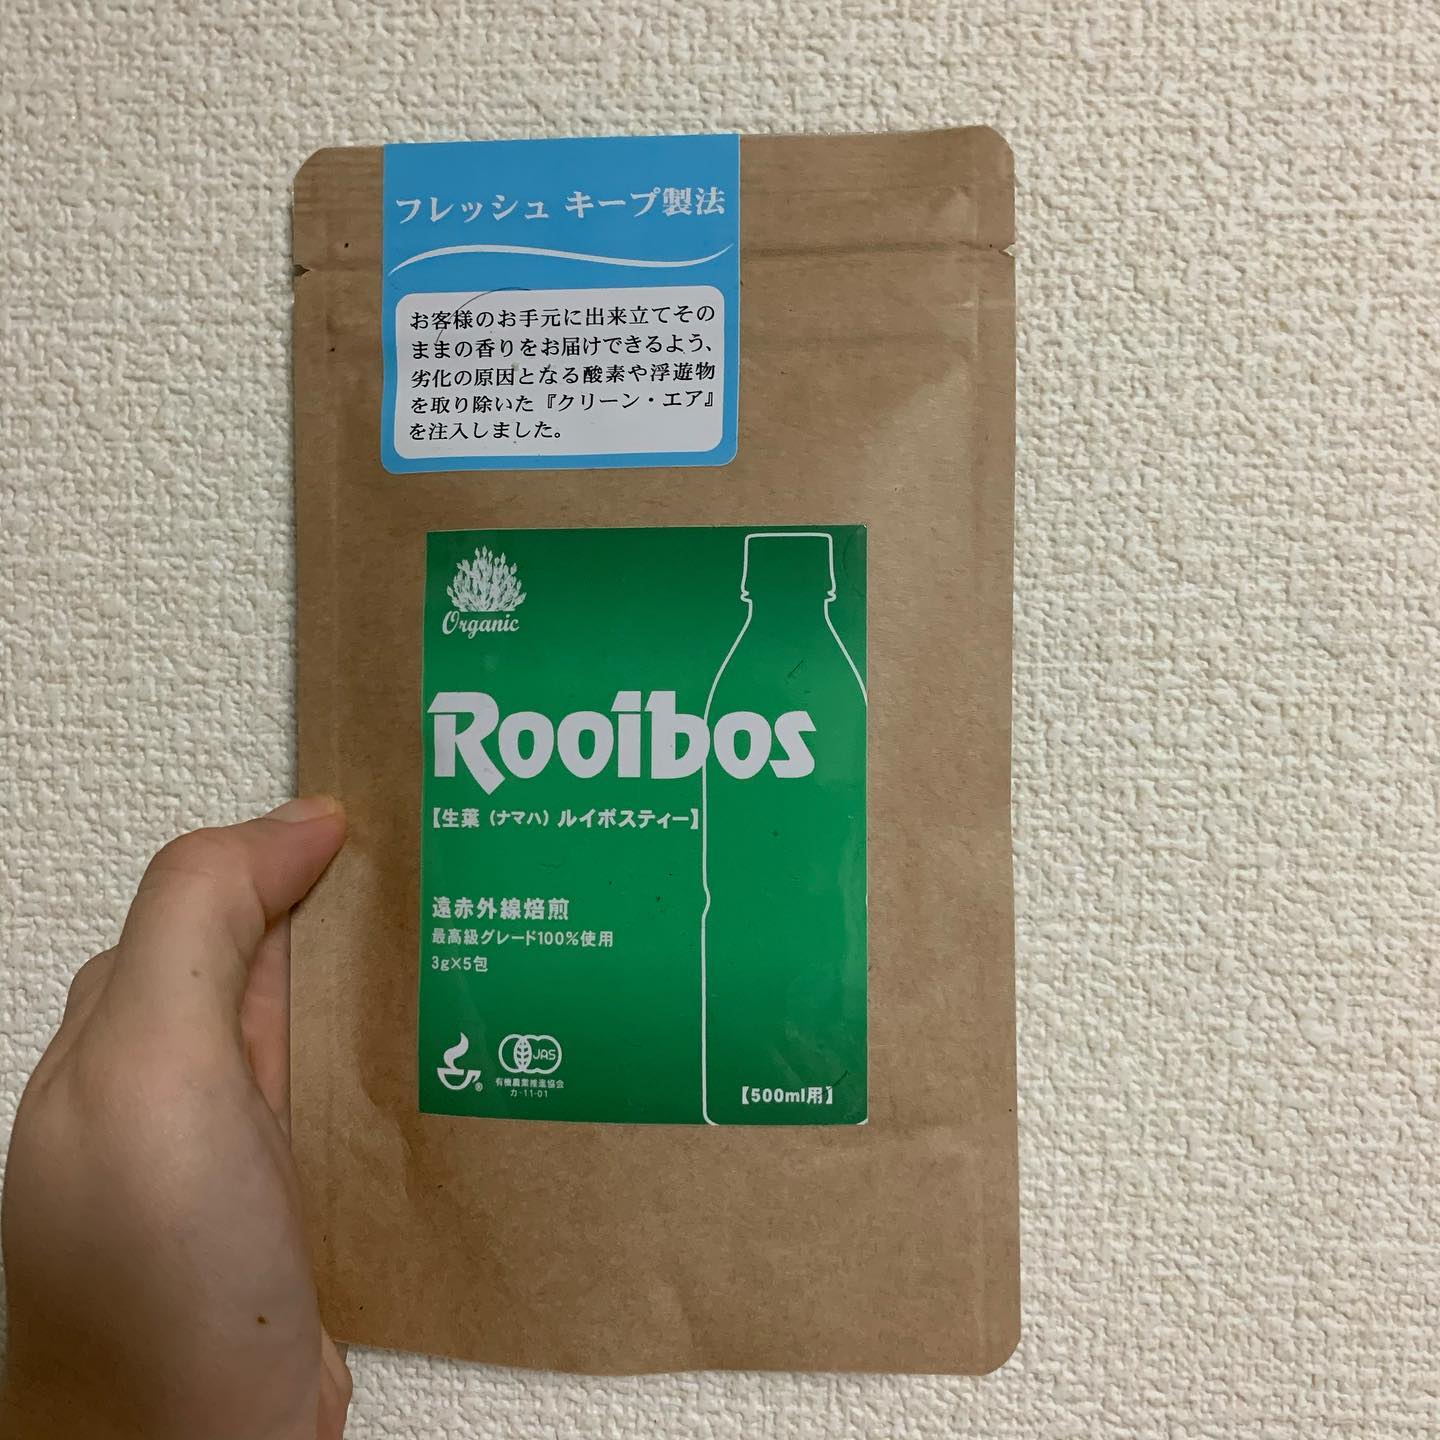 フレッシュ キープ製法
お客様のお手元に出来立てその
ままの香りをお届けできるよう、
劣化の原因となる酸素や浮遊物
を取り除いた『クリーン・エア』
を注入しました。
Organic
Rooibos
【生葉（ナマハ）ルイボスティー】
遠赤外線焙煎
最高級グレード100%使用
3g×5包
® JAS
有機農業推進協会
カ-11-01
【500ml用】